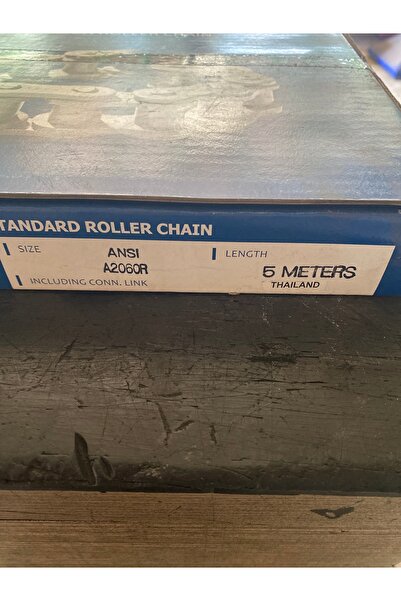 TANDARD ROLLER CHAIN
SIZE
ANSI
A2060R
INCLUDING CONN. LINK
LENGTH
5 METERS
THAILAND